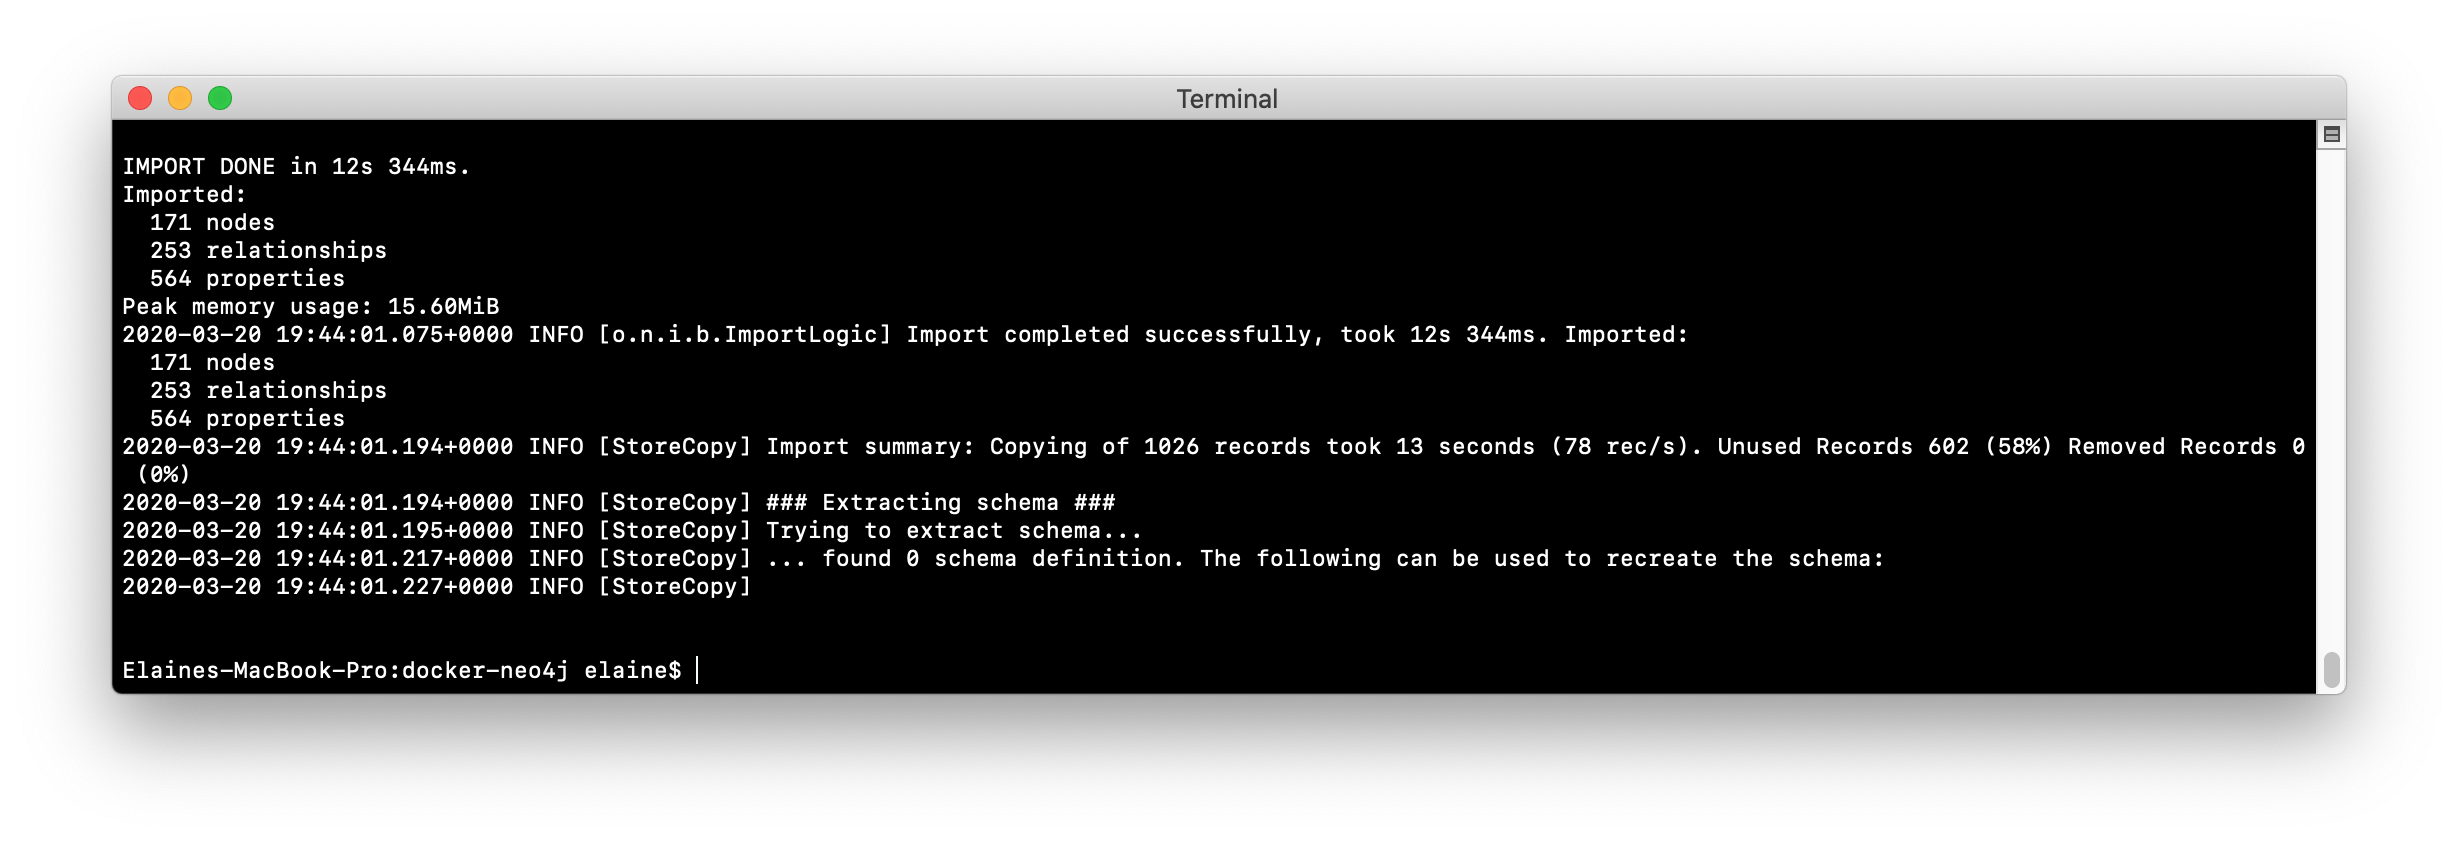 Terminal
IMPORT DONE in 12s 344ms.
Imported:
  171 nodes
  253 relationships
  564 properties
Peak memory usage: 15.60MiB
2020-03-20 19:44:01.075+0000 INFO [o.n.i.b.ImportLogic] Import completed successfully, took 12s 344ms. Imported:
  171 nodes
  253 relationships
  564 properties
2020-03-20 19:44:01.194+0000 INFO [StoreCopy] Import summary: Copying of 1026 records took 13 seconds (78 rec/s). Unused Records 602 (58%) Removed Records 0
 (0%)
2020-03-20 19:44:01.194+0000 INFO [StoreCopy] ### Extracting schema ###
2020-03-20 19:44:01.195+0000 INFO [StoreCopy] Trying to extract schema...
2020-03-20 19:44:01.217+0000 INFO [StoreCopy] ... found 0 schema definition. The following can be used to recreate the schema:
2020-03-20 19:44:01.227+0000 INFO [StoreCopy]
Elaines-MacBook-Pro:docker-neo4j elaine$